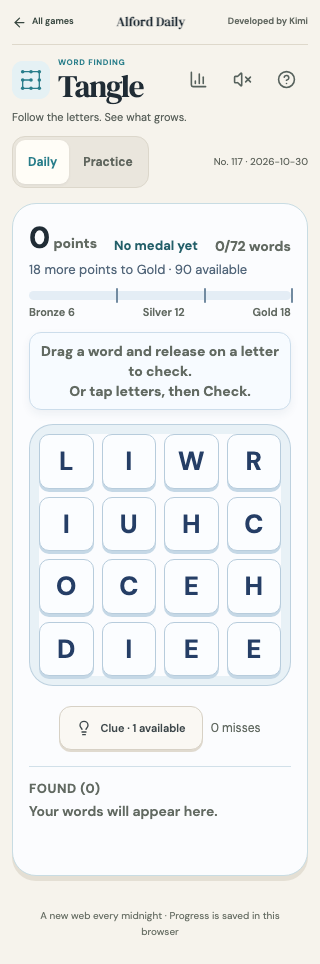 All games
Alford Daily
Developed by Kimi
WORD FINDING
Tangle
Follow the letters. See what grows.
Daily
Practice
No. 117 · 2026-10-30
0 points
No medal yet
0/72 words
18 more points to Gold · 90 available
Bronze 6
Silver 12
Gold 18
Drag a word and release on a letter
to check.
Or tap letters, then Check.
L I W R
I U H C
O C E H
D I E E
Clue · 1 available
0 misses
FOUND (0)
Your words will appear here.
A new web every midnight · Progress is saved in this
browser